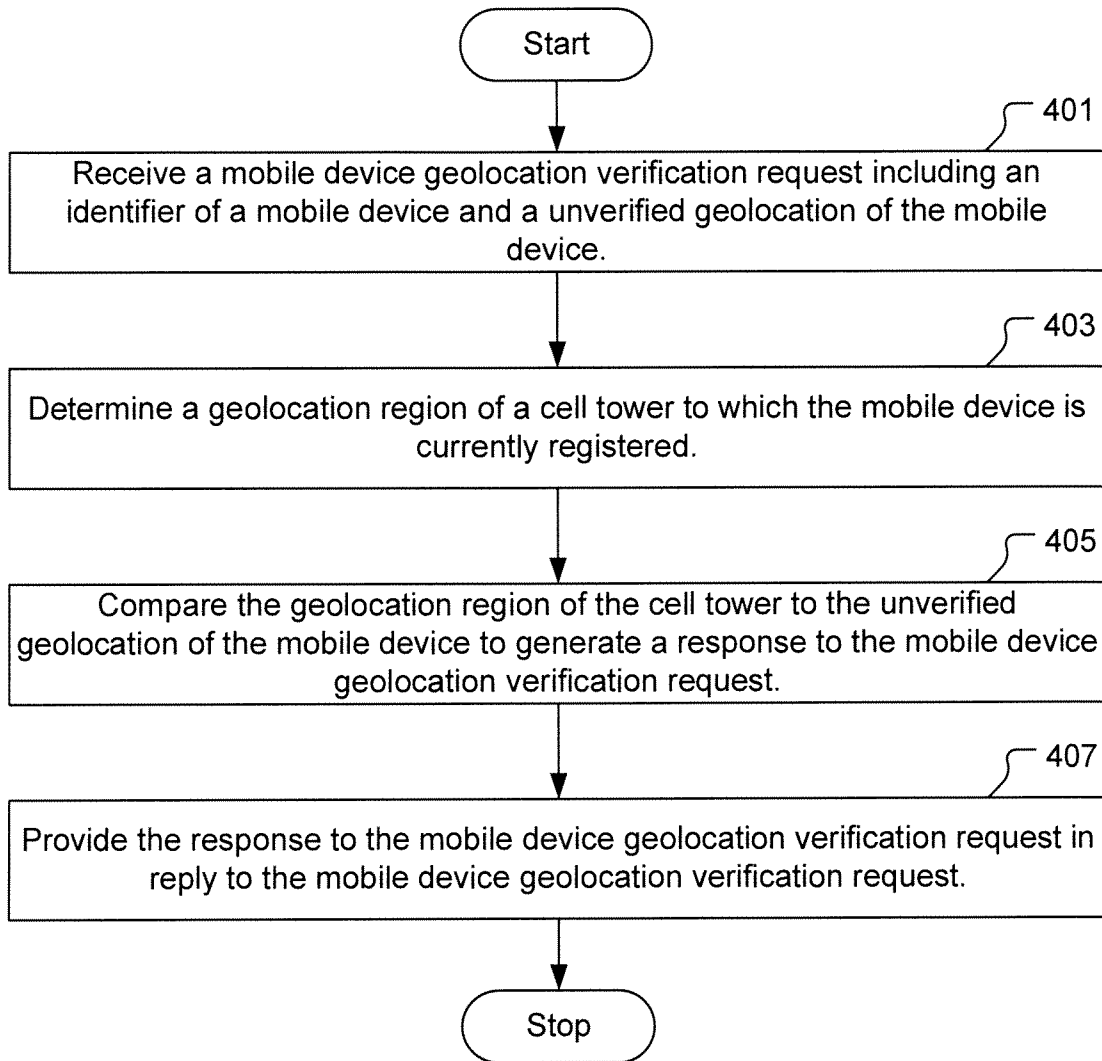 Start
401
Receive a mobile device geolocation verification request including an
identifier of a mobile device and a unverified geolocation of the mobile
device.
403
Determine a geolocation region of a cell tower to which the mobile device is
currently registered.
405
Compare the geolocation region of the cell tower to the unverified
geolocation of the mobile device to generate a response to the mobile device
geolocation verification request.
407
Provide the response to the mobile device geolocation verification request in
reply to the mobile device geolocation verification request.
Stop